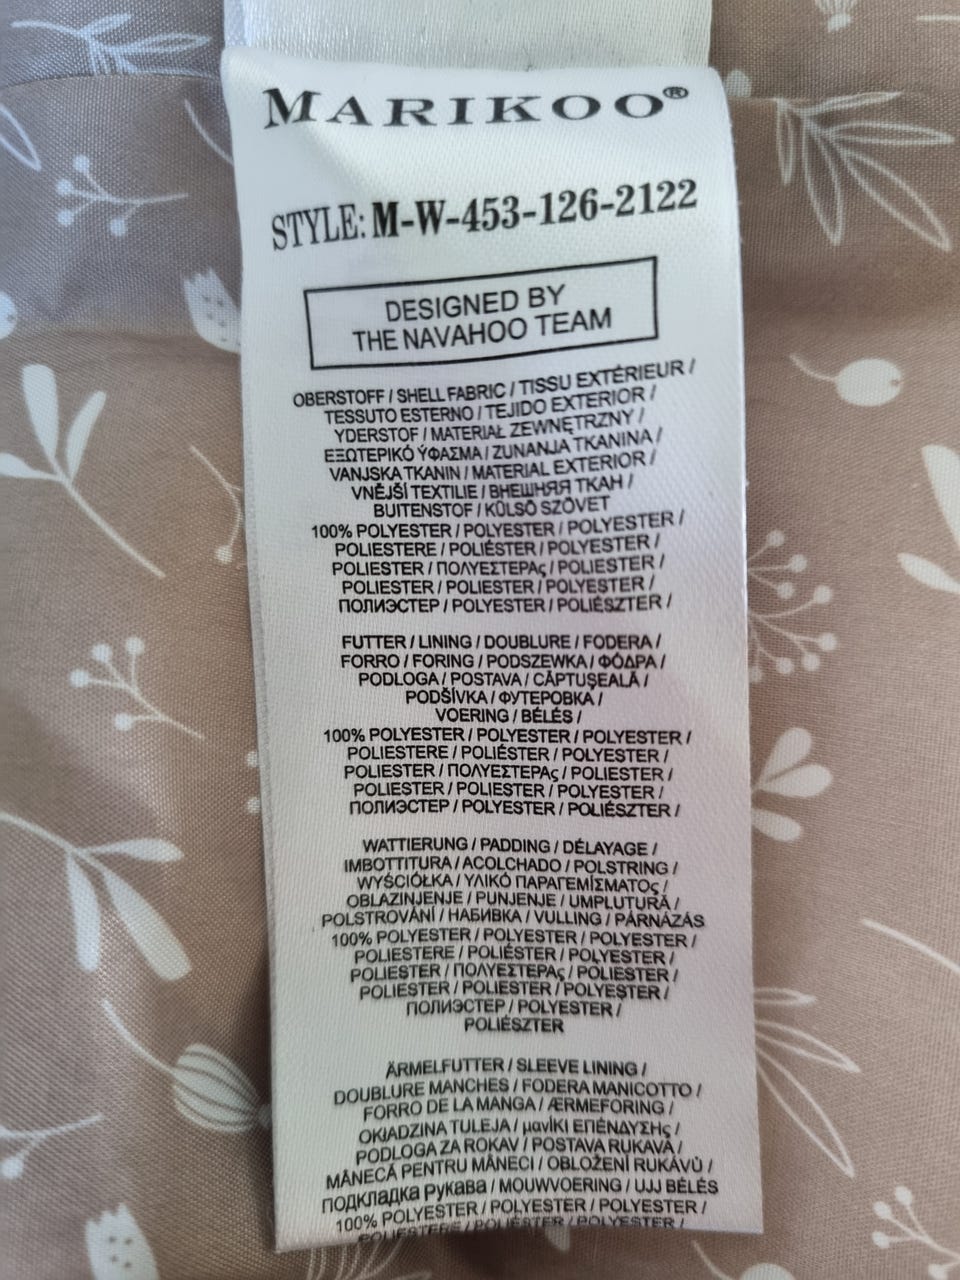 MARIKOO®
STYLE: M-W-453-126-2122
DESIGNED BY
THE NAVAHOO TEAM
OBERSTOFF / SHELL FABRIC / TISSU EXTÉRIEUR /
TESSUTO ESTERNO / TEJIDO EXTERIOR /
YDERSTOF / MATERIAŁ ZEWNĘTRZNY /
ΕΞΩΤΕΡΙΚΌ ΎΦΑΣΜΑ / ZUNANJA TKANINA /
VANJSKA TKANIN / MATERIAL EXTERIOR /
VNĚJŠÍ TEXTILIE / ВНЕШНЯЯ ТКАН /
BUITENSTOF / KÜLSŐ SZÖVET
100% POLYESTER / POLYESTER / POLYESTER /
POLIESTERE / POLIÉSTER / POLYESTER /
POLIESTER / ΠΟΛΥΕΣΤΕΡΑς / POLIESTER /
POLIESTER / POLIESTER / POLYESTER /
ПОЛИЭСТЕР / POLYESTER / POLIÉSZTER /
FUTTER / LINING / DOUBLURE / FODERA /
FORRO / FORING / PODSZEWKA / ΦΌΔΡΑ /
PODLOGA / POSTAVA / CĂPTUŞEALĂ /
PODŠÍVKA / ФУТЕРОВКА /
VOERING / BÉLÉS /
100% POLYESTER / POLYESTER / POLYESTER /
POLIESTERE / POLIÉSTER / POLYESTER /
POLIESTER / ΠΟΛΥΕΣΤΕΡΑς / POLIESTER /
POLIESTER / POLIESTER / POLYESTER /
ПОЛИЭСТЕР / POLYESTER / POLIÉSZTER /
WATTIERUNG / PADDING / DÉLAYAGE /
IMBOTTITURA / ACOLCHADO / POLSTRING /
WYŚCIÓŁKA / ΥΛΙΚΌ ΠΑΡΑΓΕΜΊΣΜΑΤΟς /
OBLAZINJENJE / PUNJENJE / UMPLUTURĂ /
POLSTROVÁNÍ / НАБИВКА / VULLING / PÁRNÁZÁS
100% POLYESTER / POLYESTER / POLYESTER /
POLIESTERE / POLIÉSTER / POLYESTER /
POLIESTER / ΠΟΛΥΕΣΤΕΡΑς / POLIESTER /
POLIESTER / POLIESTER / POLYESTER /
ПОЛИЭСТЕР / POLYESTER /
POLIÉSZTER
ÄRMELFUTTER / SLEEVE LINING /
DOUBLURE MANCHES / FODERA MANICOTTO /
FORRO DE LA MANGA / ÆRMEFORING /
OKŁADZINA TULEJA / μανίΚΙ ΕΠΈΝΔΥΣΗς /
PODLOGA ZA ROKAV / POSTAVA RUKAVA /
MÂNECĂ PENTRU MÂNECI / OBLOŽENÍ RUKÁVŮ /
ПОДКЛАДКА Рукава / MOUWVOERING / UJJ BÉLÉS
100% POLYESTER / POLYESTER / POLYESTER /
POLIESTERE / POLIÉSTER / POLYESTER /